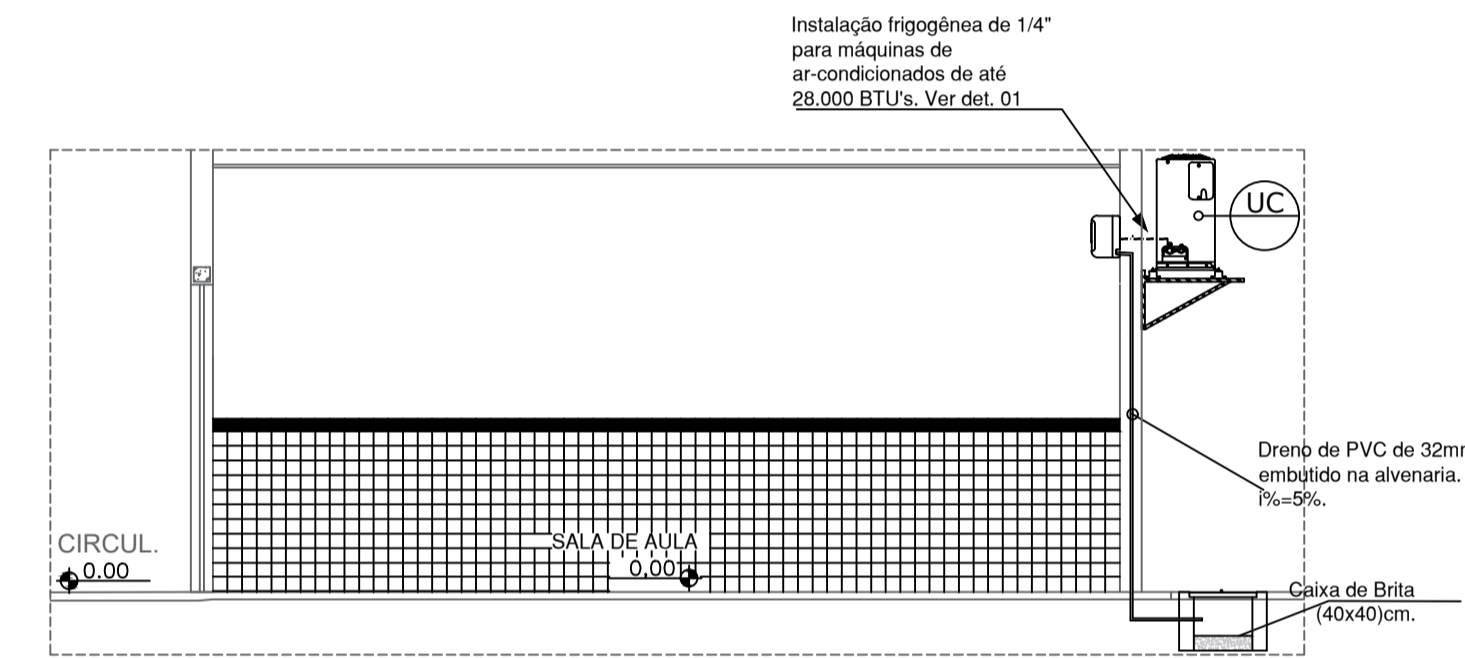 Instalação frigogênea de 1/4"
para máquinas de
ar-condicionados de até
28.000 BTU's. Ver det. 01
UC
Dreno de PVC de 32mr
embutido na alvenaria.
i%=5%.
CIRCUL.
0.00
SALA DE AULA
0,00
Caixa de Brita
(40x40)cm.